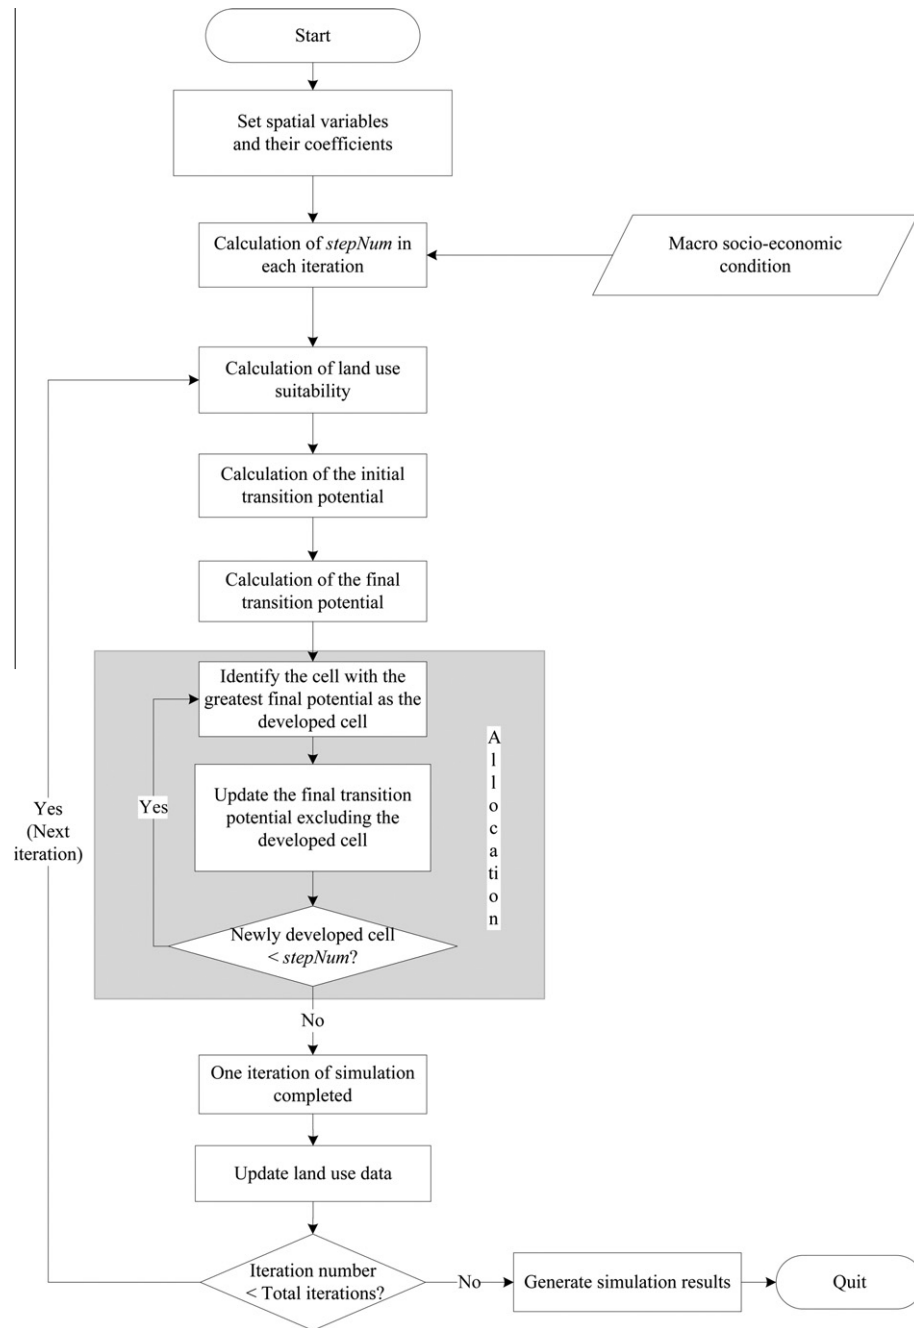 Start
Set spatial variables
and their coefficients
Calculation of stepNum in
each iteration
Macro socio-economic
condition
Calculation of land use
suitability
Calculation of the initial
transition potential
Calculation of the final
transition potential
Identify the cell with the
greatest final potential as the
developed cell
Allocation
Update the final transition
potential excluding the
developed cell
Yes
Yes
(Next
iteration)
Newly developed cell
< stepNum?
No
One iteration of simulation
completed
Update land use data
Iteration number
< Total iterations?
No
Generate simulation results
Quit